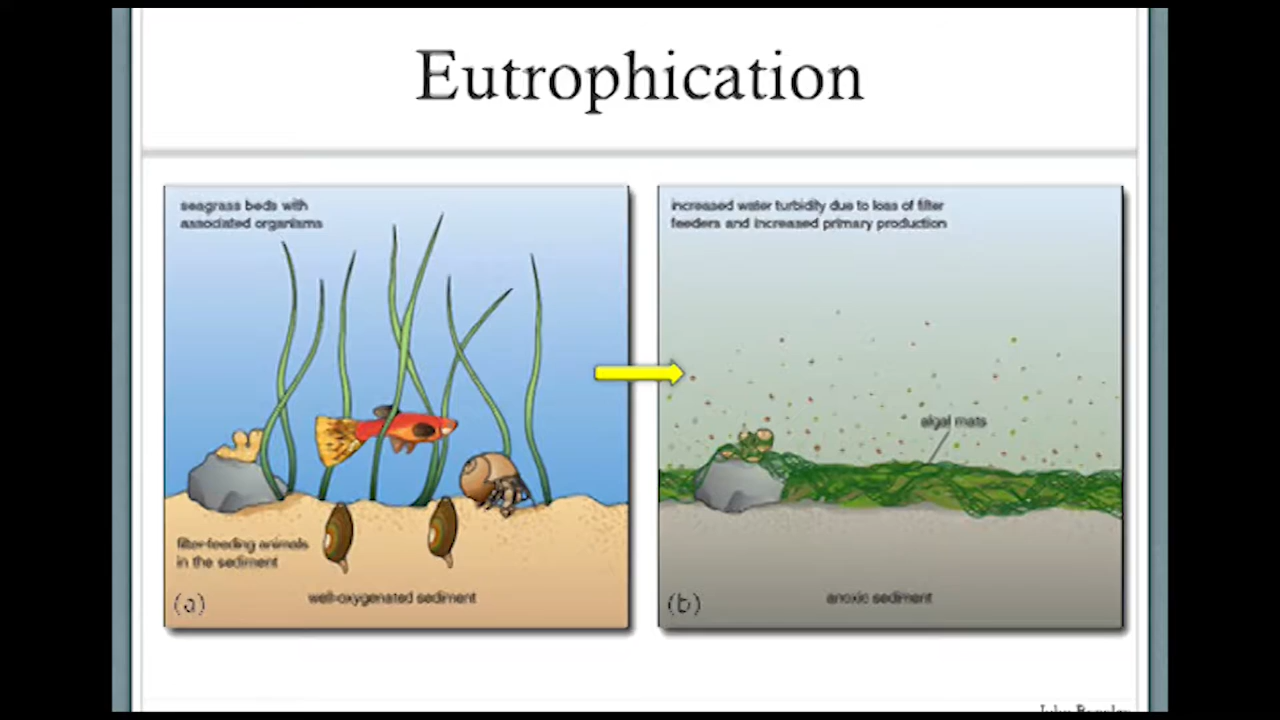 Eutrophication
seagrass beds with
associated organisms
filter-feeding animals
in the sediment
well-oxygenated sediment
(a)
increased water turbidity due to loss of filter
feeders and increased primary production
algal mats
anoxic sediment
(b)